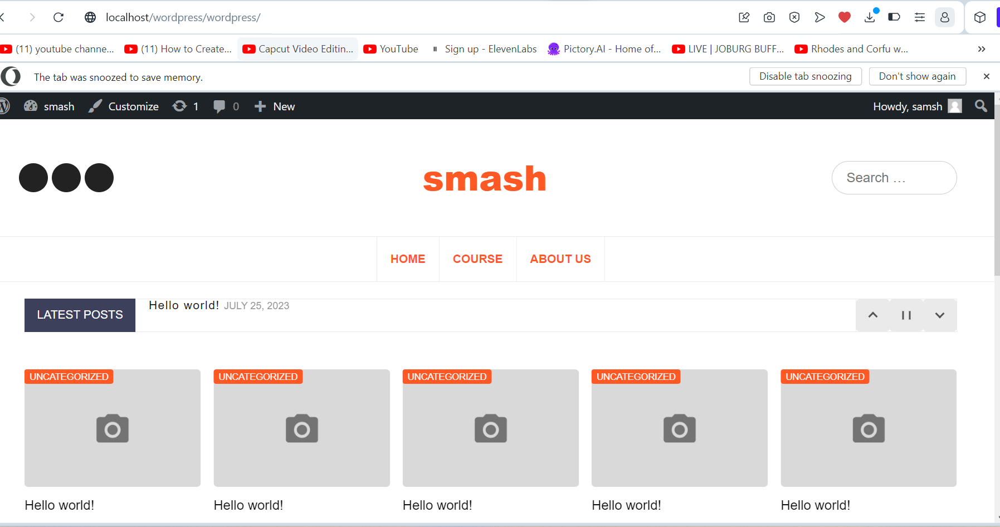 localhost/wordpress/wordpress/
(11) youtube channe... (11) How to Create... Capcut Video Editin... YouTube Sign up - ElevenLabs Pictory.AI - Home of... LIVE | JOBURG BUFF... Rhodes and Corfu w... »
The tab was snoozed to save memory. Disable tab snoozing Don't show again
smash Customize 1 0 New Howdy, samsh
smash Search …
HOME COURSE ABOUT US
LATEST POSTS Hello world! JULY 25, 2023
UNCATEGORIZED UNCATEGORIZED UNCATEGORIZED UNCATEGORIZED UNCATEGORIZED
Hello world! Hello world! Hello world! Hello world! Hello world!